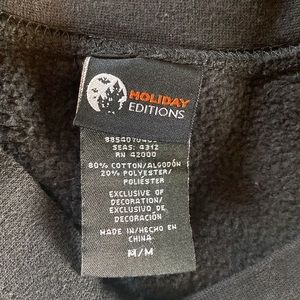 HOLIDAY
EDITIONS
SEAS: 4312
RN 42000
80% COTTON/ALGODÓN
20% POLYESTER/
POLIÉSTER
EXCLUSIVE OF
DECORATION/
EXCLUSIVO DE
DECORACIÓN
MADE IN/HECHO EN
CHINA
M/M